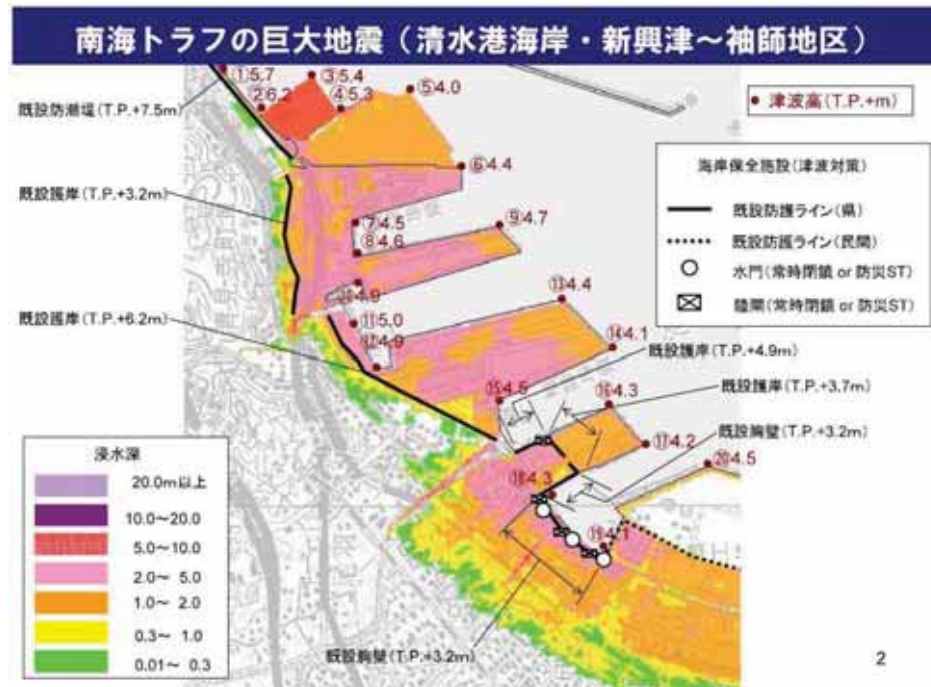 南海トラフの巨大地震（清水港海岸・新興津～袖師地区）
①5.7
③5.4
②6.2
④5.3
⑤4.0
● 津波高(T.P.+m)
既設防潮堤(T.P.+7.5m)
⑥4.4
海岸保全施設(津波対策)
既設護岸(T.P.+3.2m)
既設防護ライン(県)
⑦4.5
⑨4.7
既設防護ライン(民間)
⑧4.6
水門(常時閉鎖 or 防災ST)
⑩4.9
⑬4.4
陸閘(常時閉鎖 or 防災ST)
既設護岸(T.P.+6.2m)
⑪5.0
⑭4.1
⑫4.9
既設護岸(T.P.+4.9m)
⑮4.5
⑯4.3
既設護岸(T.P.+3.7m)
既設胸壁(T.P.+3.2m)
⑰4.2
⑳4.5
⑱4.3
⑲4.1
浸水深
20.0m以上
10.0～20.0
5.0～10.0
2.0～ 5.0
1.0～ 2.0
0.3～ 1.0
0.01～ 0.3
既設胸壁(T.P.+3.2m)
2